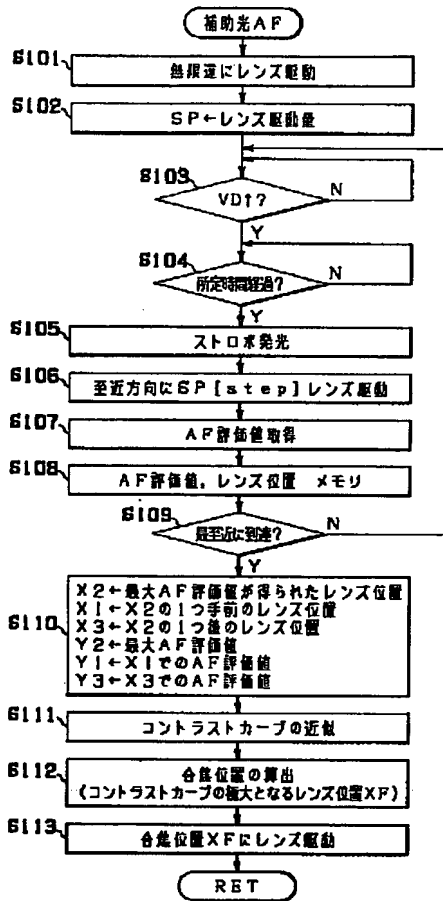 補助光AF
S101
無限遠にレンズ駆動
S102
SP←レンズ駆動量
S103
VD↑?
N
Y
S104
所定時間経過?
N
Y
S105
ストロボ発光
S106
至近方向にSP[step]レンズ駆動
S107
AF評価値取得
S108
AF評価値,レンズ位置 メモリ
S109
最至近に到達?
N
Y
S110
X2←最大AF評価値が得られたレンズ位置
X1←X2の1つ手前のレンズ位置
X3←X2の1つ後のレンズ位置
Y2←最大AF評価値
Y1←X1でのAF評価値
Y3←X3でのAF評価値
S111
コントラストカーブの近似
S112
合焦位置の算出
(コントラストカーブの極大となるレンズ位置XF)
S113
合焦位置XFにレンズ駆動
RET